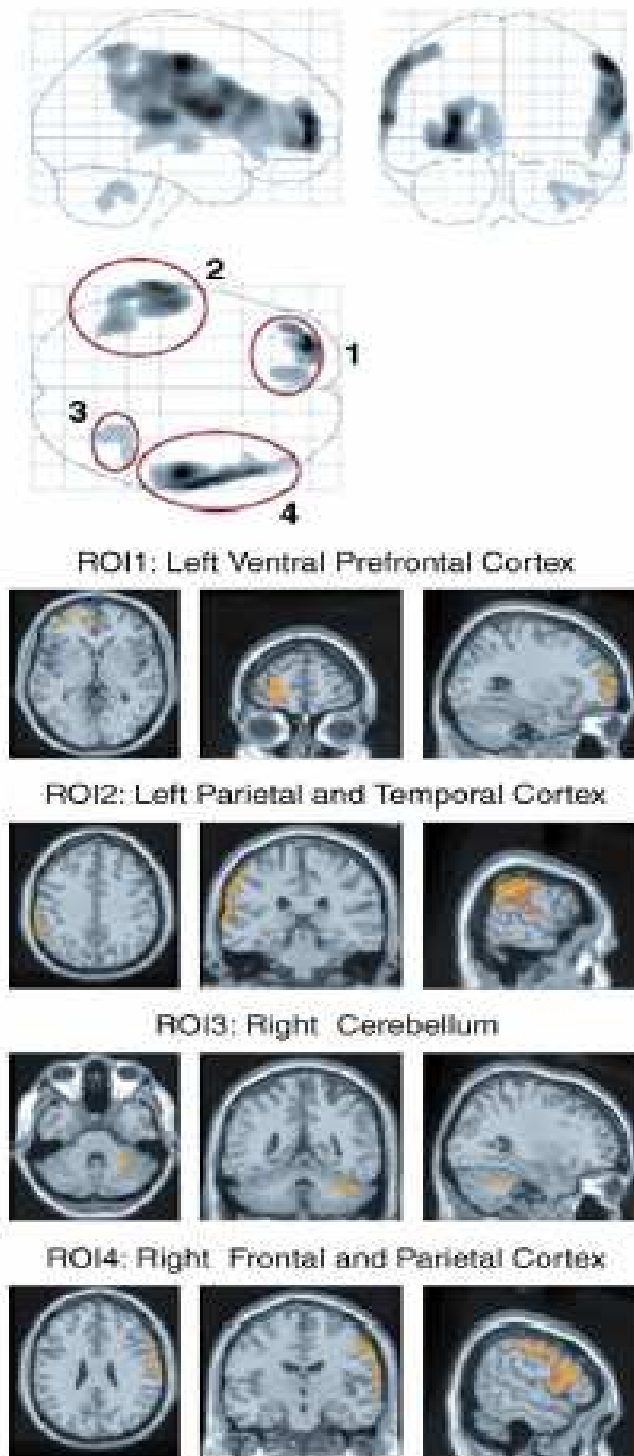 2
1
3
4
ROI1: Left Ventral Prefrontal Cortex
ROI2: Left Parietal and Temporal Cortex
ROI3: Right Cerebellum
ROI4: Right Frontal and Parietal Cortex